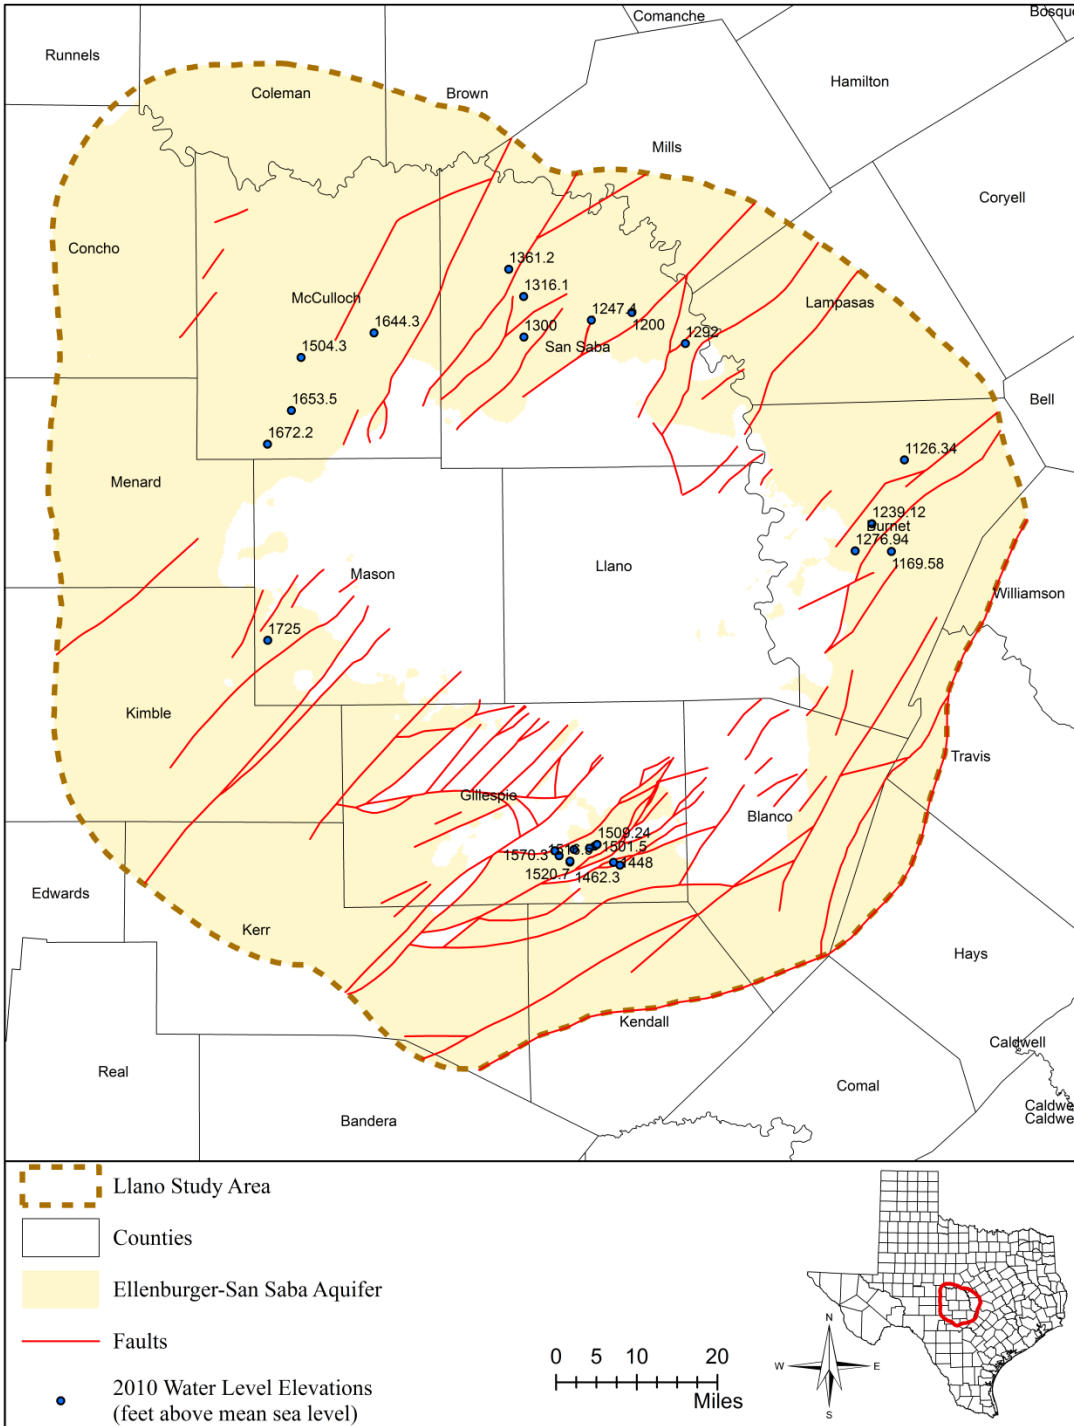 Comanche
Bosque
Runnels
Hamilton
Coleman
Brown
Mills
Coryell
Concho
1361.2
McCulloch
1316.1
Lampasas
1644.3
1247.4
1300
1200
San Saba
1292
1504.3
Bell
1653.5
1672.2
1126.34
Menard
1239.12
Burnet
1276.94
1169.58
Mason
Llano
Williamson
1725
Kimble
Travis
Gillespie
Blanco
1509.24
1501.5
1570.3
1448
1520.7
1462.3
Edwards
Kerr
Hays
Kendall
Caldwell
Real
Comal
Bandera
Caldwe
Caldwe
Llano Study Area
Counties
Ellenburger-San Saba Aquifer
Faults
2010 Water Level Elevations
(feet above mean sea level)
0 5 10 20
Miles
N
W E
S